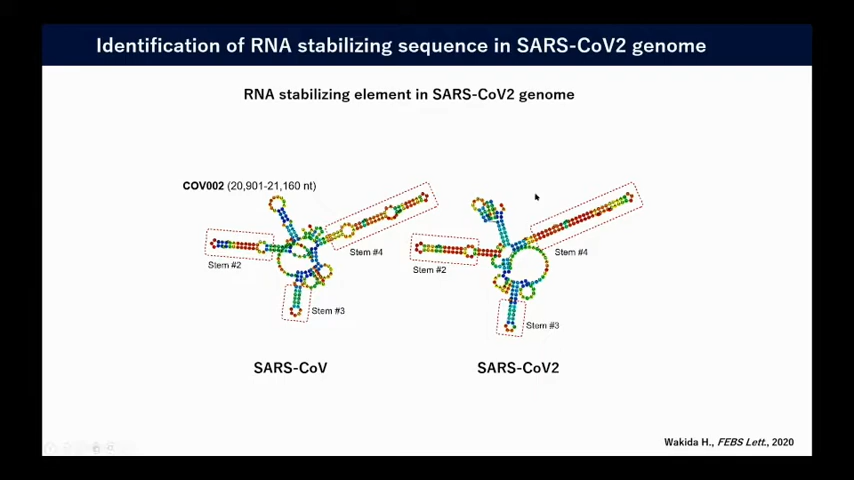 Identification of RNA stabilizing sequence in SARS-CoV2 genome
RNA stabilizing element in SARS-CoV2 genome
COV002 (20,901-21,160 nt)
Stem #4
Stem #2
Stem #3
SARS-CoV
Stem #4
Stem #2
Stem #3
SARS-CoV2
Wakida H., FEBS Lett., 2020